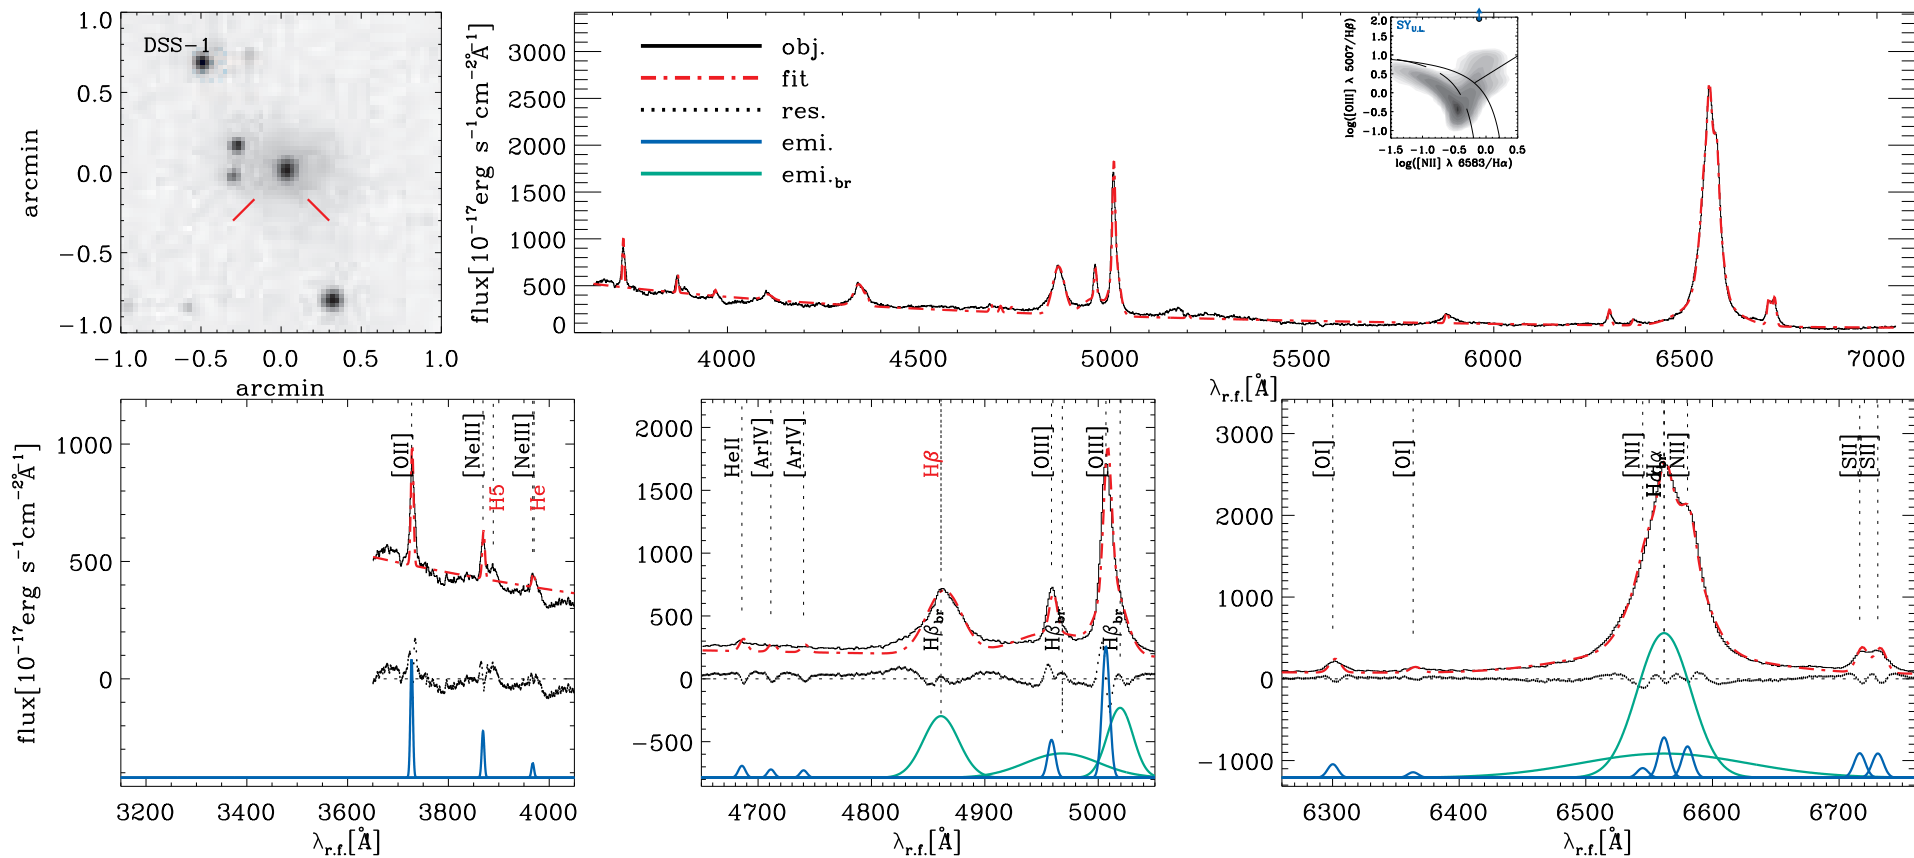 DSS-1
1.0
0.5
0.0
−0.5
−1.0
−1.0 −0.5 0.0 0.5 1.0
arcmin
arcmin
flux[10⁻¹⁷erg s⁻¹cm⁻²Å⁻¹]
3000
2500
2000
1500
1000
500
0
obj.
fit
res.
emi.
emi.br
4000 4500 5000 5500 6000 6500 7000
λr.f.[Å]
SYU.L.
log([OIII] λ 5007/Hβ)
2.0
1.5
1.0
0.5
0.0
−0.5
−1.0
−1.5 −1.0 −0.5 0.0 0.5
log([NII] λ 6583/Hα)
flux[10⁻¹⁷erg s⁻¹cm⁻²Å⁻¹]
1000
500
0
[OII]
[NeIII]
H5
[NeIII]
He
3200 3400 3600 3800 4000
λr.f.[Å]
2000
1500
1000
500
0
−500
HeII
[ArIV]
[ArIV]
Hβ
[OIII]
[OIII]
Hβbr
Hβbr
Hβbr
4700 4800 4900 5000
λr.f.[Å]
3000
2000
1000
0
−1000
[OI]
[OI]
[NII]
Hα
Hαbr
[NII]
[SII]
[SII]
6300 6400 6500 6600 6700
λr.f.[Å]